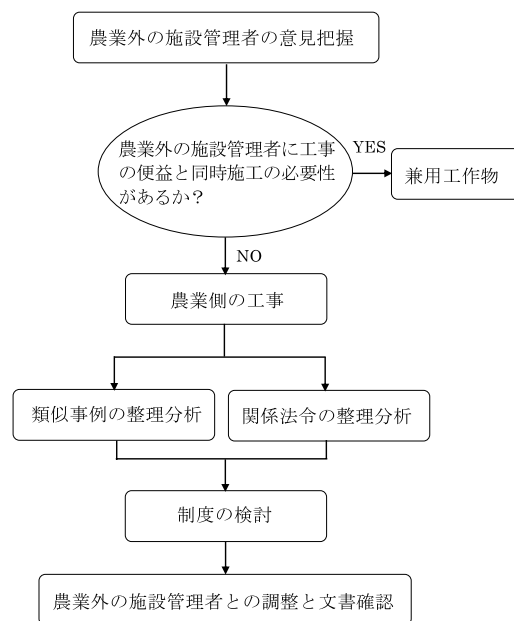 農業外の施設管理者の意見把握
農業外の施設管理者に工事
の便益と同時施工の必要性
があるか?
YES
兼用工作物
NO
農業側の工事
類似事例の整理分析
関係法令の整理分析
制度の検討
農業外の施設管理者との調整と文書確認